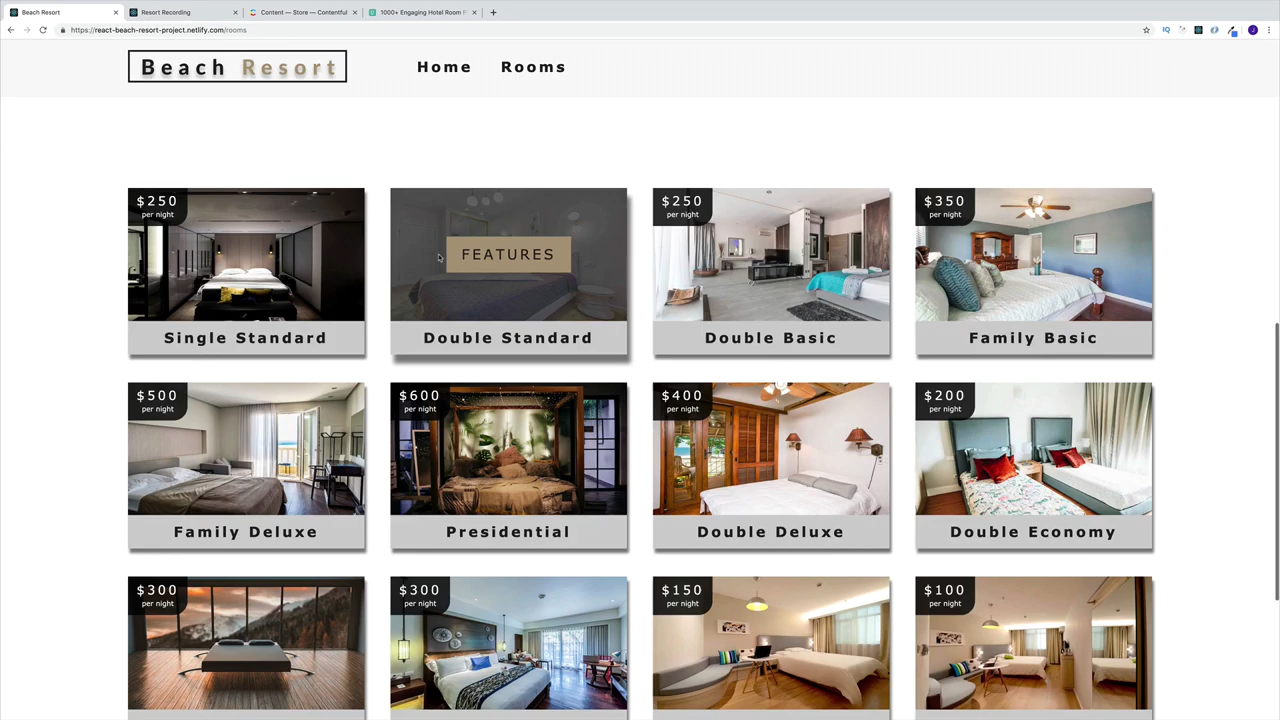 Beach Resort
Resort Recording
Content — Store — Contentful
1000+ Engaging Hotel Room P
https://react-beach-resort-project.netlify.com/rooms
IQ
J
Beach Resort
Home
Rooms
$250
per night
Single Standard
FEATURES
Double Standard
$250
per night
Double Basic
$350
per night
Family Basic
$500
per night
Family Deluxe
$600
per night
Presidential
$400
per night
Double Deluxe
$200
per night
Double Economy
$300
per night
$300
per night
$150
per night
$100
per night